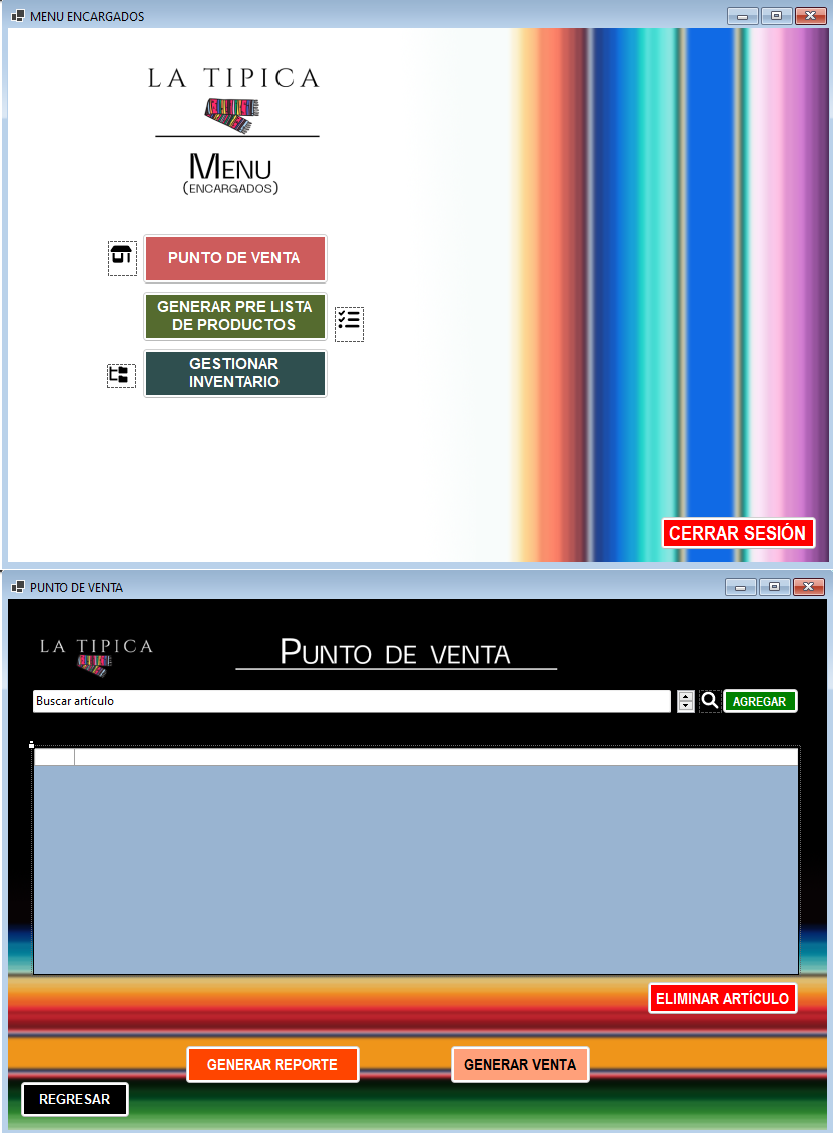 MENU ENCARGADOS
LA TIPICA
MENU
(ENCARGADOS)
PUNTO DE VENTA
GENERAR PRE LISTA
DE PRODUCTOS
GESTIONAR
INVENTARIO
CERRAR SESIÓN
PUNTO DE VENTA
LA TIPICA
PUNTO DE VENTA
Buscar artículo
AGREGAR
ELIMINAR ARTÍCULO
GENERAR REPORTE
GENERAR VENTA
REGRESAR